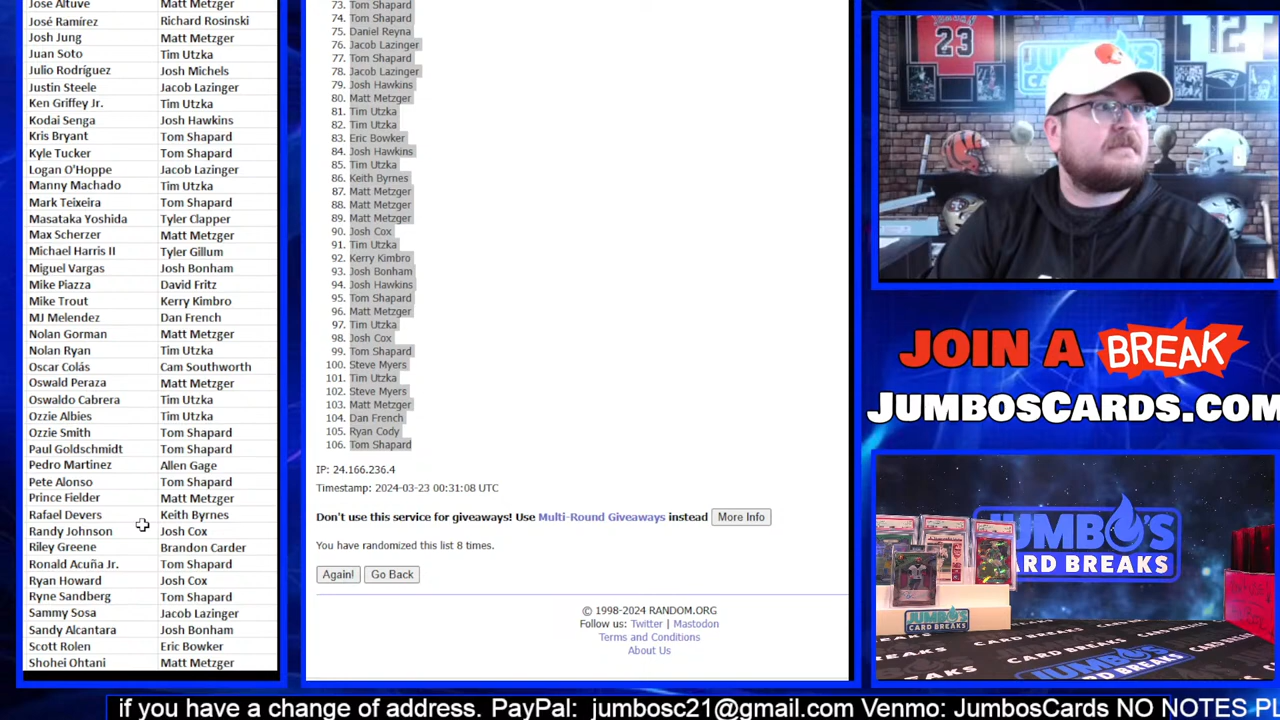 Jose Altuve Matt Metzger
José Ramírez Richard Rosinski
Josh Jung Matt Metzger
Juan Soto Tim Utzka
Julio Rodríguez Josh Michels
Justin Steele Jacob Lazinger
Ken Griffey Jr. Tim Utzka
Kodai Senga Josh Hawkins
Kris Bryant Tom Shapard
Kyle Tucker Tom Shapard
Logan O'Hoppe Jacob Lazinger
Manny Machado Tim Utzka
Mark Teixeira Tom Shapard
Masataka Yoshida Tyler Clapper
Max Scherzer Matt Metzger
Michael Harris II Tyler Gillum
Miguel Vargas Josh Bonham
Mike Piazza David Fritz
Mike Trout Kerry Kimbro
MJ Melendez Dan French
Nolan Gorman Matt Metzger
Nolan Ryan Tim Utzka
Oscar Colás Cam Southworth
Oswald Peraza Matt Metzger
Oswaldo Cabrera Tim Utzka
Ozzie Albies Tim Utzka
Ozzie Smith Tom Shapard
Paul Goldschmidt Tom Shapard
Pedro Martinez Allen Gage
Pete Alonso Tom Shapard
Prince Fielder Matt Metzger
Rafael Devers Keith Byrnes
Randy Johnson Josh Cox
Riley Greene Brandon Carder
Ronald Acuña Jr. Tom Shapard
Ryan Howard Josh Cox
Ryne Sandberg Tom Shapard
Sammy Sosa Jacob Lazinger
Sandy Alcantara Josh Bonham
Scott Rolen Eric Bowker
Shohei Ohtani Matt Metzger
73. Tom Shapard
74. Tom Shapard
75. Daniel Reyna
76. Jacob Lazinger
77. Tom Shapard
78. Jacob Lazinger
79. Josh Hawkins
80. Matt Metzger
81. Tim Utzka
82. Tim Utzka
83. Eric Bowker
84. Josh Hawkins
85. Tim Utzka
86. Keith Byrnes
87. Matt Metzger
88. Matt Metzger
89. Matt Metzger
90. Josh Cox
91. Tim Utzka
92. Kerry Kimbro
93. Josh Bonham
94. Josh Hawkins
95. Tom Shapard
96. Matt Metzger
97. Tim Utzka
98. Josh Cox
99. Tom Shapard
100. Steve Myers
101. Tim Utzka
102. Steve Myers
103. Matt Metzger
104. Dan French
105. Ryan Cody
106. Tom Shapard
IP: 24.166.236.4
Timestamp: 2024-03-23 00:31:08 UTC
Don't use this service for giveaways! Use Multi-Round Giveaways instead More Info
You have randomized this list 8 times.
Again! Go Back
© 1998-2024 RANDOM.ORG
Follow us: Twitter | Mastodon
Terms and Conditions
About Us
23
12
JOIN A BREAK
JUMBOSCARDS.COM
JUMBO'S
CARD BREAKS
JUMBO'S
CARD BREAKS
if you have a change of address. PayPal: jumbosc21@gmail.com Venmo: JumbosCards NO NOTES